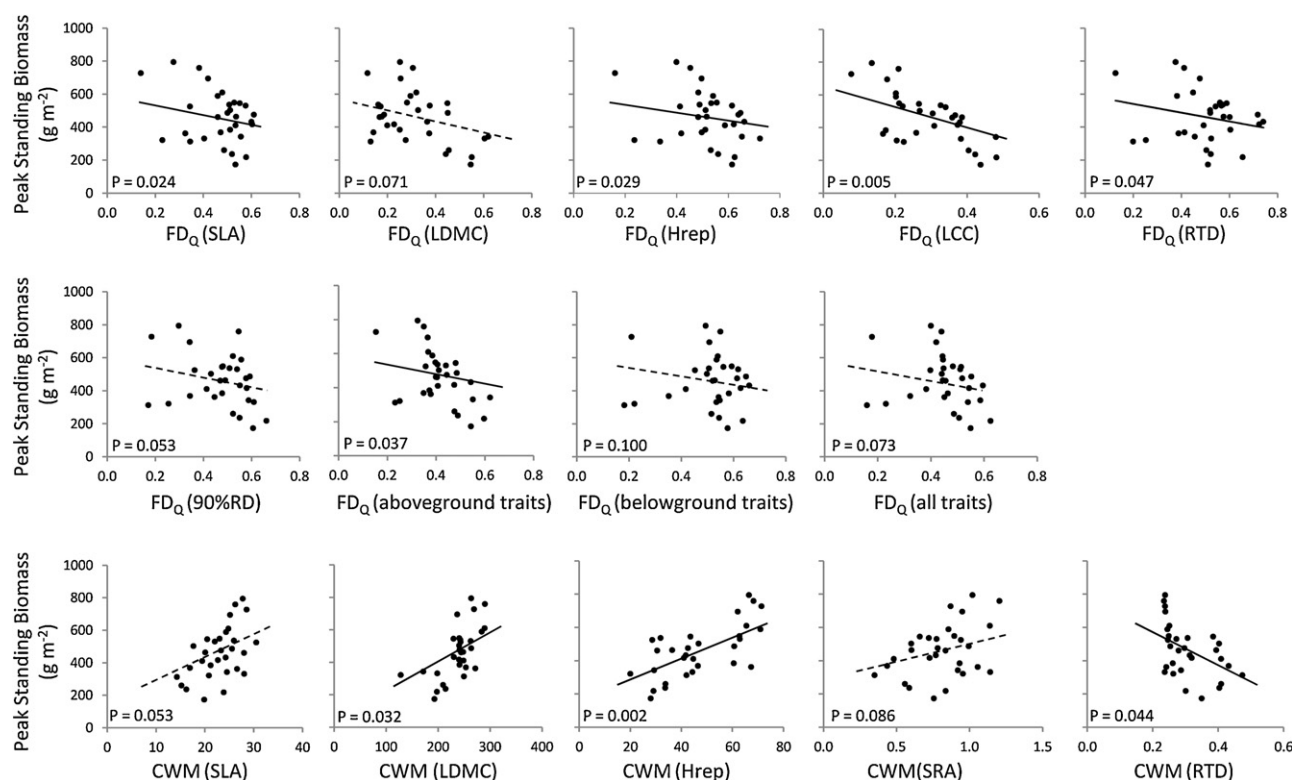 Peak Standing Biomass
(g m⁻²)
1000
800
600
400
200
0
P = 0.024
P = 0.071
P = 0.029
P = 0.005
P = 0.047
0.0 0.2 0.4 0.6 0.8
0.0 0.2 0.4 0.6 0.8
0.0 0.2 0.4 0.6 0.8
0.0 0.2 0.4 0.6
0.0 0.2 0.4 0.6 0.8
FD_Q (SLA)
FD_Q (LDMC)
FD_Q (Hrep)
FD_Q (LCC)
FD_Q (RTD)
Peak Standing Biomass
(g m⁻²)
1000
800
600
400
200
0
P = 0.053
P = 0.037
P = 0.100
P = 0.073
0.0 0.2 0.4 0.6 0.8
0.0 0.2 0.4 0.6 0.8
0.0 0.2 0.4 0.6 0.8
0.0 0.2 0.4 0.6 0.8
FD_Q (90%RD)
FD_Q (aboveground traits)
FD_Q (belowground traits)
FD_Q (all traits)
Peak Standing Biomass
(g m⁻²)
1000
800
600
400
200
0
P = 0.053
P = 0.032
P = 0.002
P = 0.086
P = 0.044
0 10 20 30 40
0 100 200 300 400
0 20 40 60 80
0.0 0.5 1.0 1.5
0.0 0.2 0.4 0.6
CWM (SLA)
CWM (LDMC)
CWM (Hrep)
CWM(SRA)
CWM (RTD)